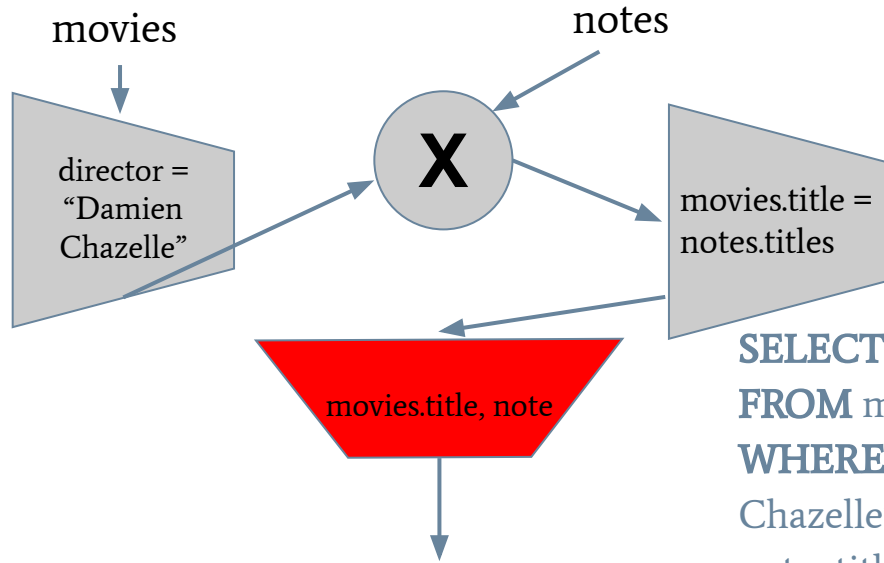 movies
notes
director =
“Damien
Chazelle”
X
movies.title =
notes.titles
movies.title, note
SELECT
FROM
WHERE
Chazelle